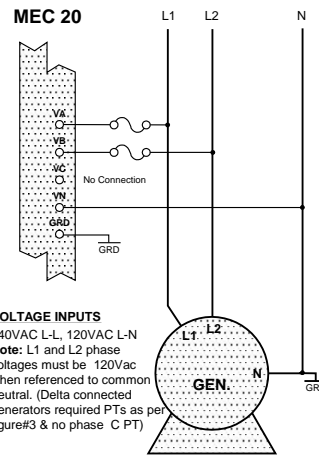 MEC 20
L1 L2 N
VA
VB
VC No Connection
VN
GRD
GRD
OLTAGE INPUTS
40VAC L-L, 120VAC L-N
ote: L1 and L2 phase
oltages must be 120Vac
hen referenced to common
eutral. (Delta connected
enerators required PTs as per
gure#3 & no phase C PT)
L1 L2
N
GEN.
GR